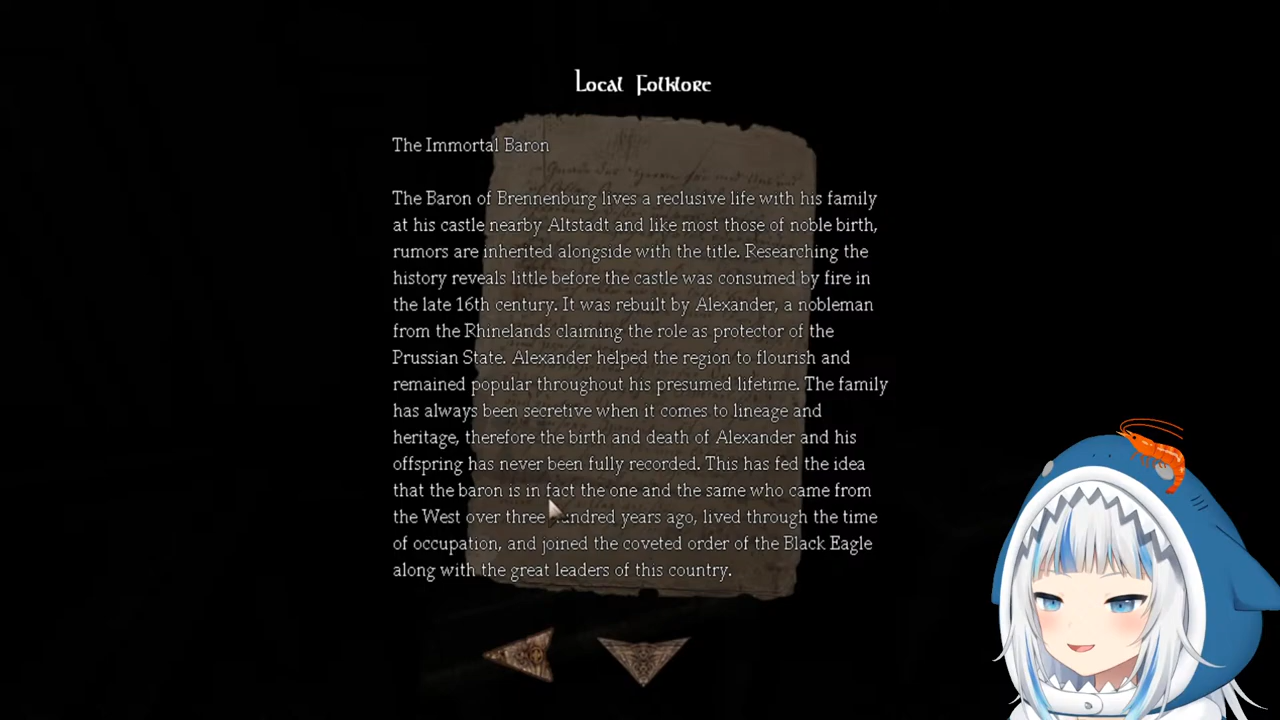 Local Folklore
The Immortal Baron
The Baron of Brennenburg lives a reclusive life with his family
at his castle nearby Altstadt and like most those of noble birth,
rumors are inherited alongside with the title. Researching the
history reveals little before the castle was consumed by fire in
the late 16th century. It was rebuilt by Alexander, a nobleman
from the Rhinelands claiming the role as protector of the
Prussian State. Alexander helped the region to flourish and
remained popular throughout his presumed lifetime. The family
has always been secretive when it comes to lineage and
heritage, therefore the birth and death of Alexander and his
offspring has never been fully recorded. This has fed the idea
that the baron is in fact the one and the same who came from
the West over three hundred years ago, lived through the time
of occupation, and joined the coveted order of the Black Eagle
along with the great leaders of this country.